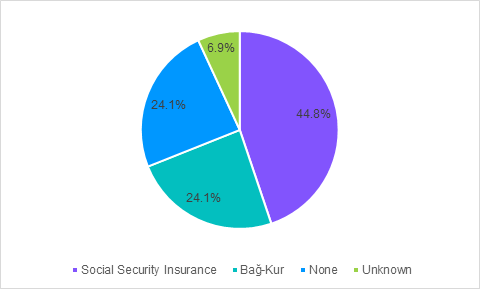 6.9%
44.8%
24.1%
24.1%
Social Security Insurance Bağ-Kur None Unknown